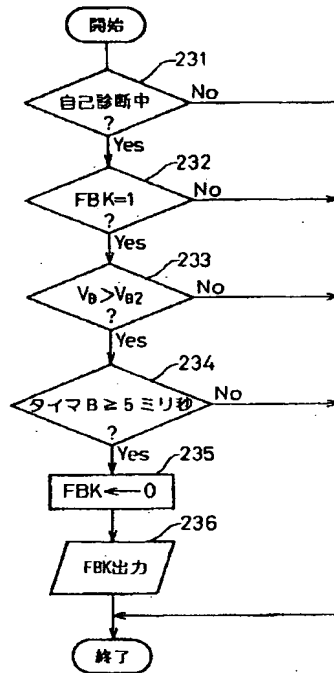 開始
231
自己診断中
?
No
Yes
232
FBK=1
?
No
Yes
233
VB>VB2
?
No
Yes
234
タイマB≧5ミリ秒
?
No
Yes
235
FBK←0
236
FBK出力
終了